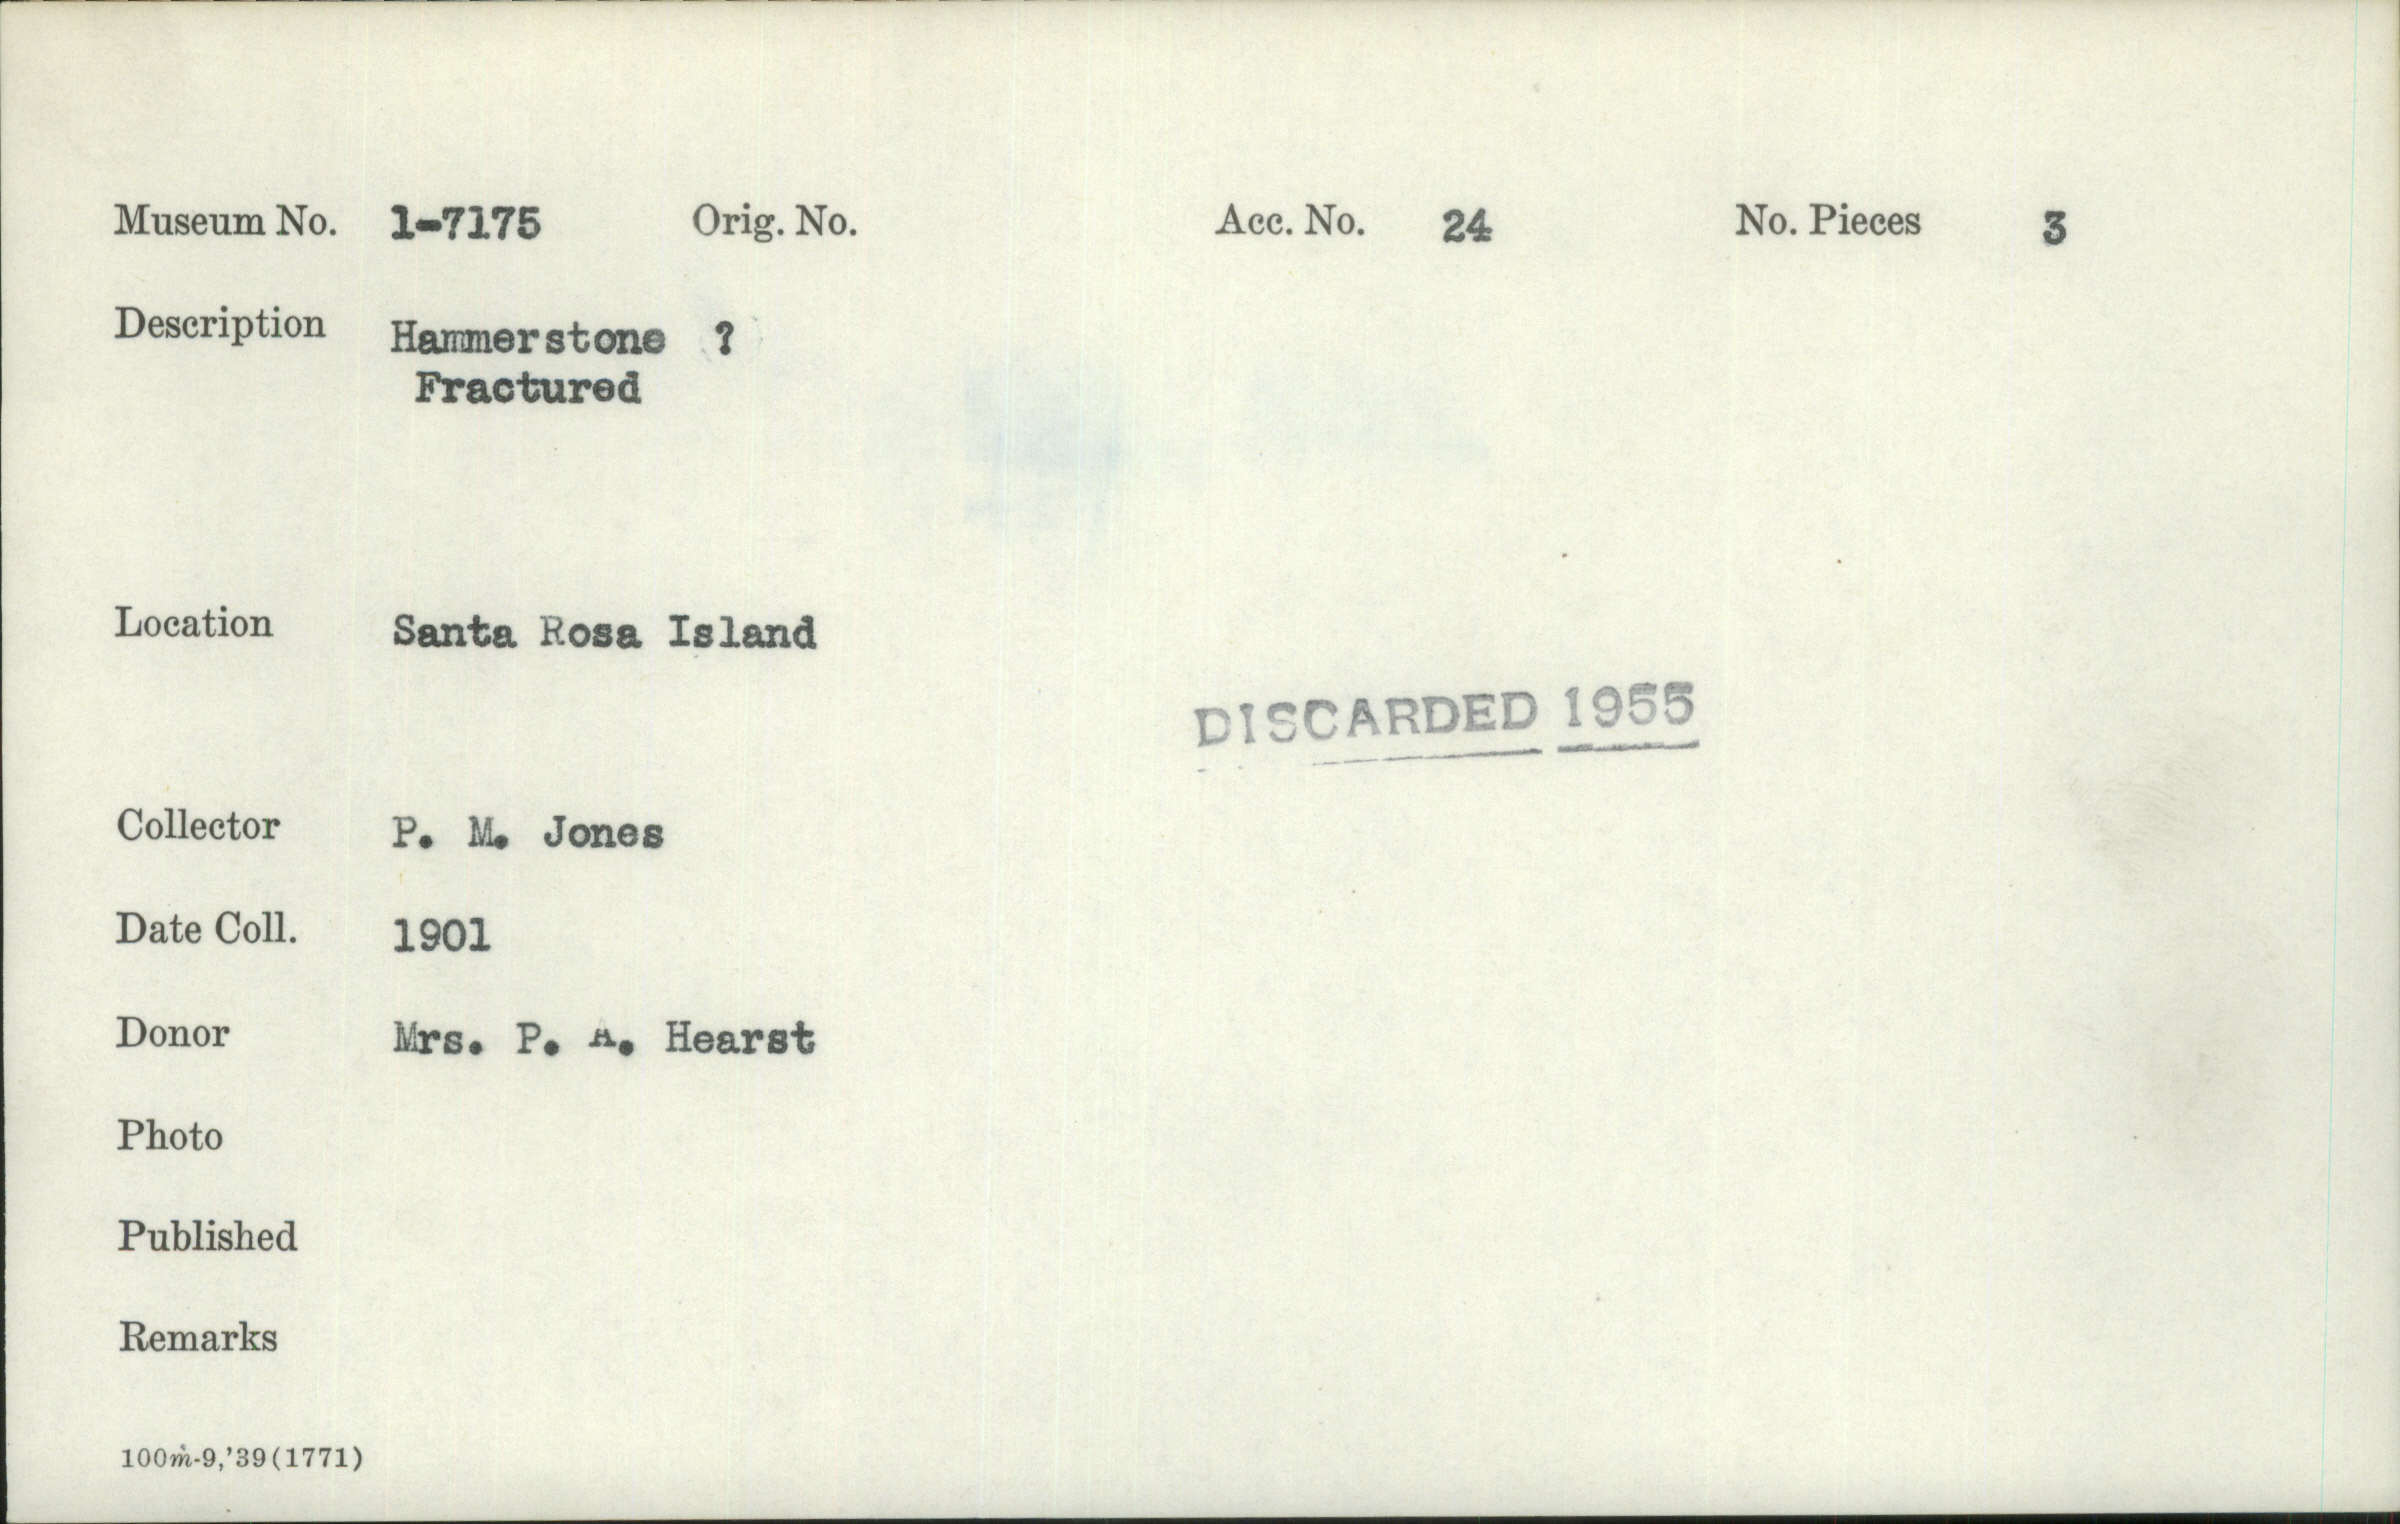 Museum No. 1-7175 Orig. No. Acc. No. 24 No. Pieces 3
Description Hammerstone ?
Fractured
Location Santa Rosa Island
DISCARDED 1955
Collector P. M. Jones
Date Coll. 1901
Donor Mrs. P. A. Hearst
Photo
Published
Remarks
100m-9,'39(1771)